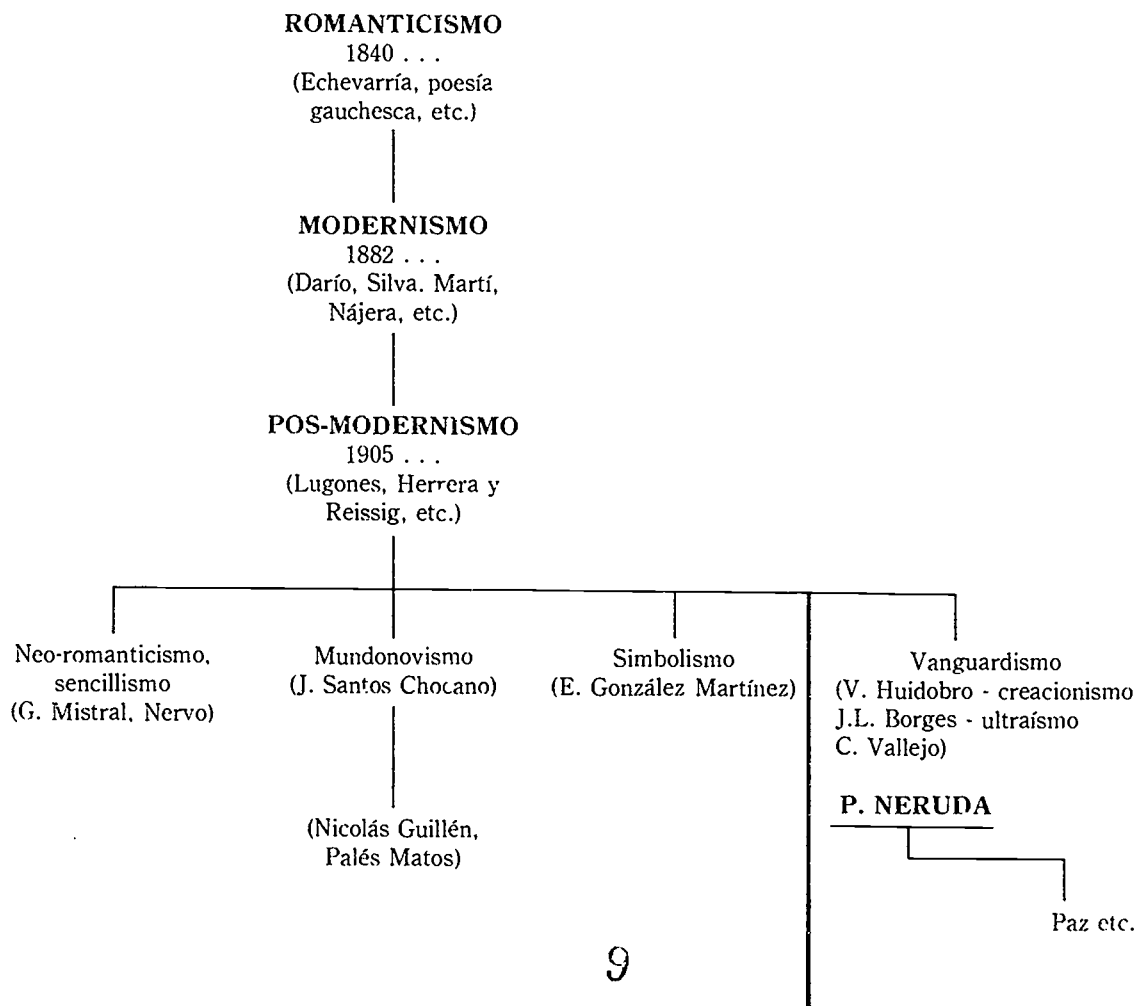 ROMANTICISMO
1840 . . .
(Echevarría, poesía
gauchesca, etc.)
MODERNISMO
1882 . . .
(Darío, Silva. Martí,
Nájera, etc.)
POS-MODERNISMO
1905 . . .
(Lugones, Herrera y
Reissig, etc.)
Neo-romanticismo,
sencillismo
(G. Mistral, Nervo)
Mundonovismo
(J. Santos Chocano)
(Nicolás Guillén,
Palés Matos)
Simbolismo
(E. González Martínez)
Vanguardismo
(V. Huidobro - creacionismo
J.L. Borges - ultraísmo
C. Vallejo)
P. NERUDA
Paz etc.
9